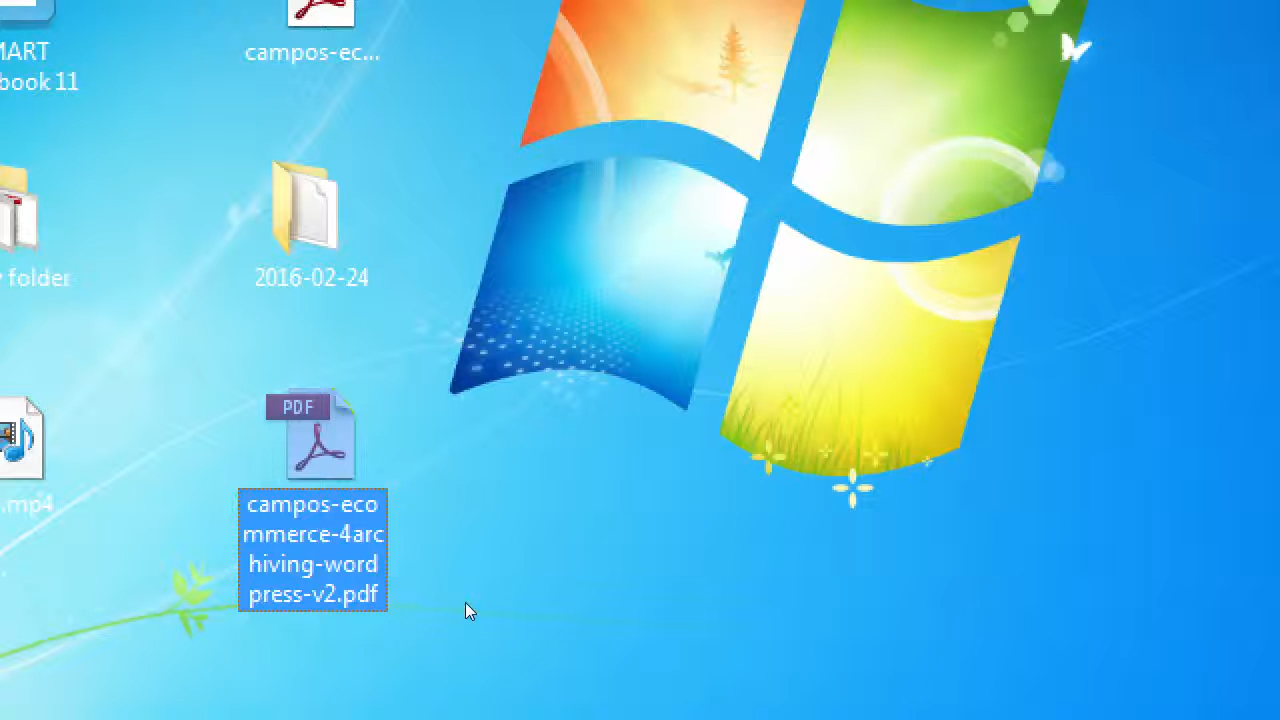 MART
book 11
campos-ec...
folder
2016-02-24
.mp4
PDF
campos-eco
mmerce-4arc
hiving-word
press-v2.pdf